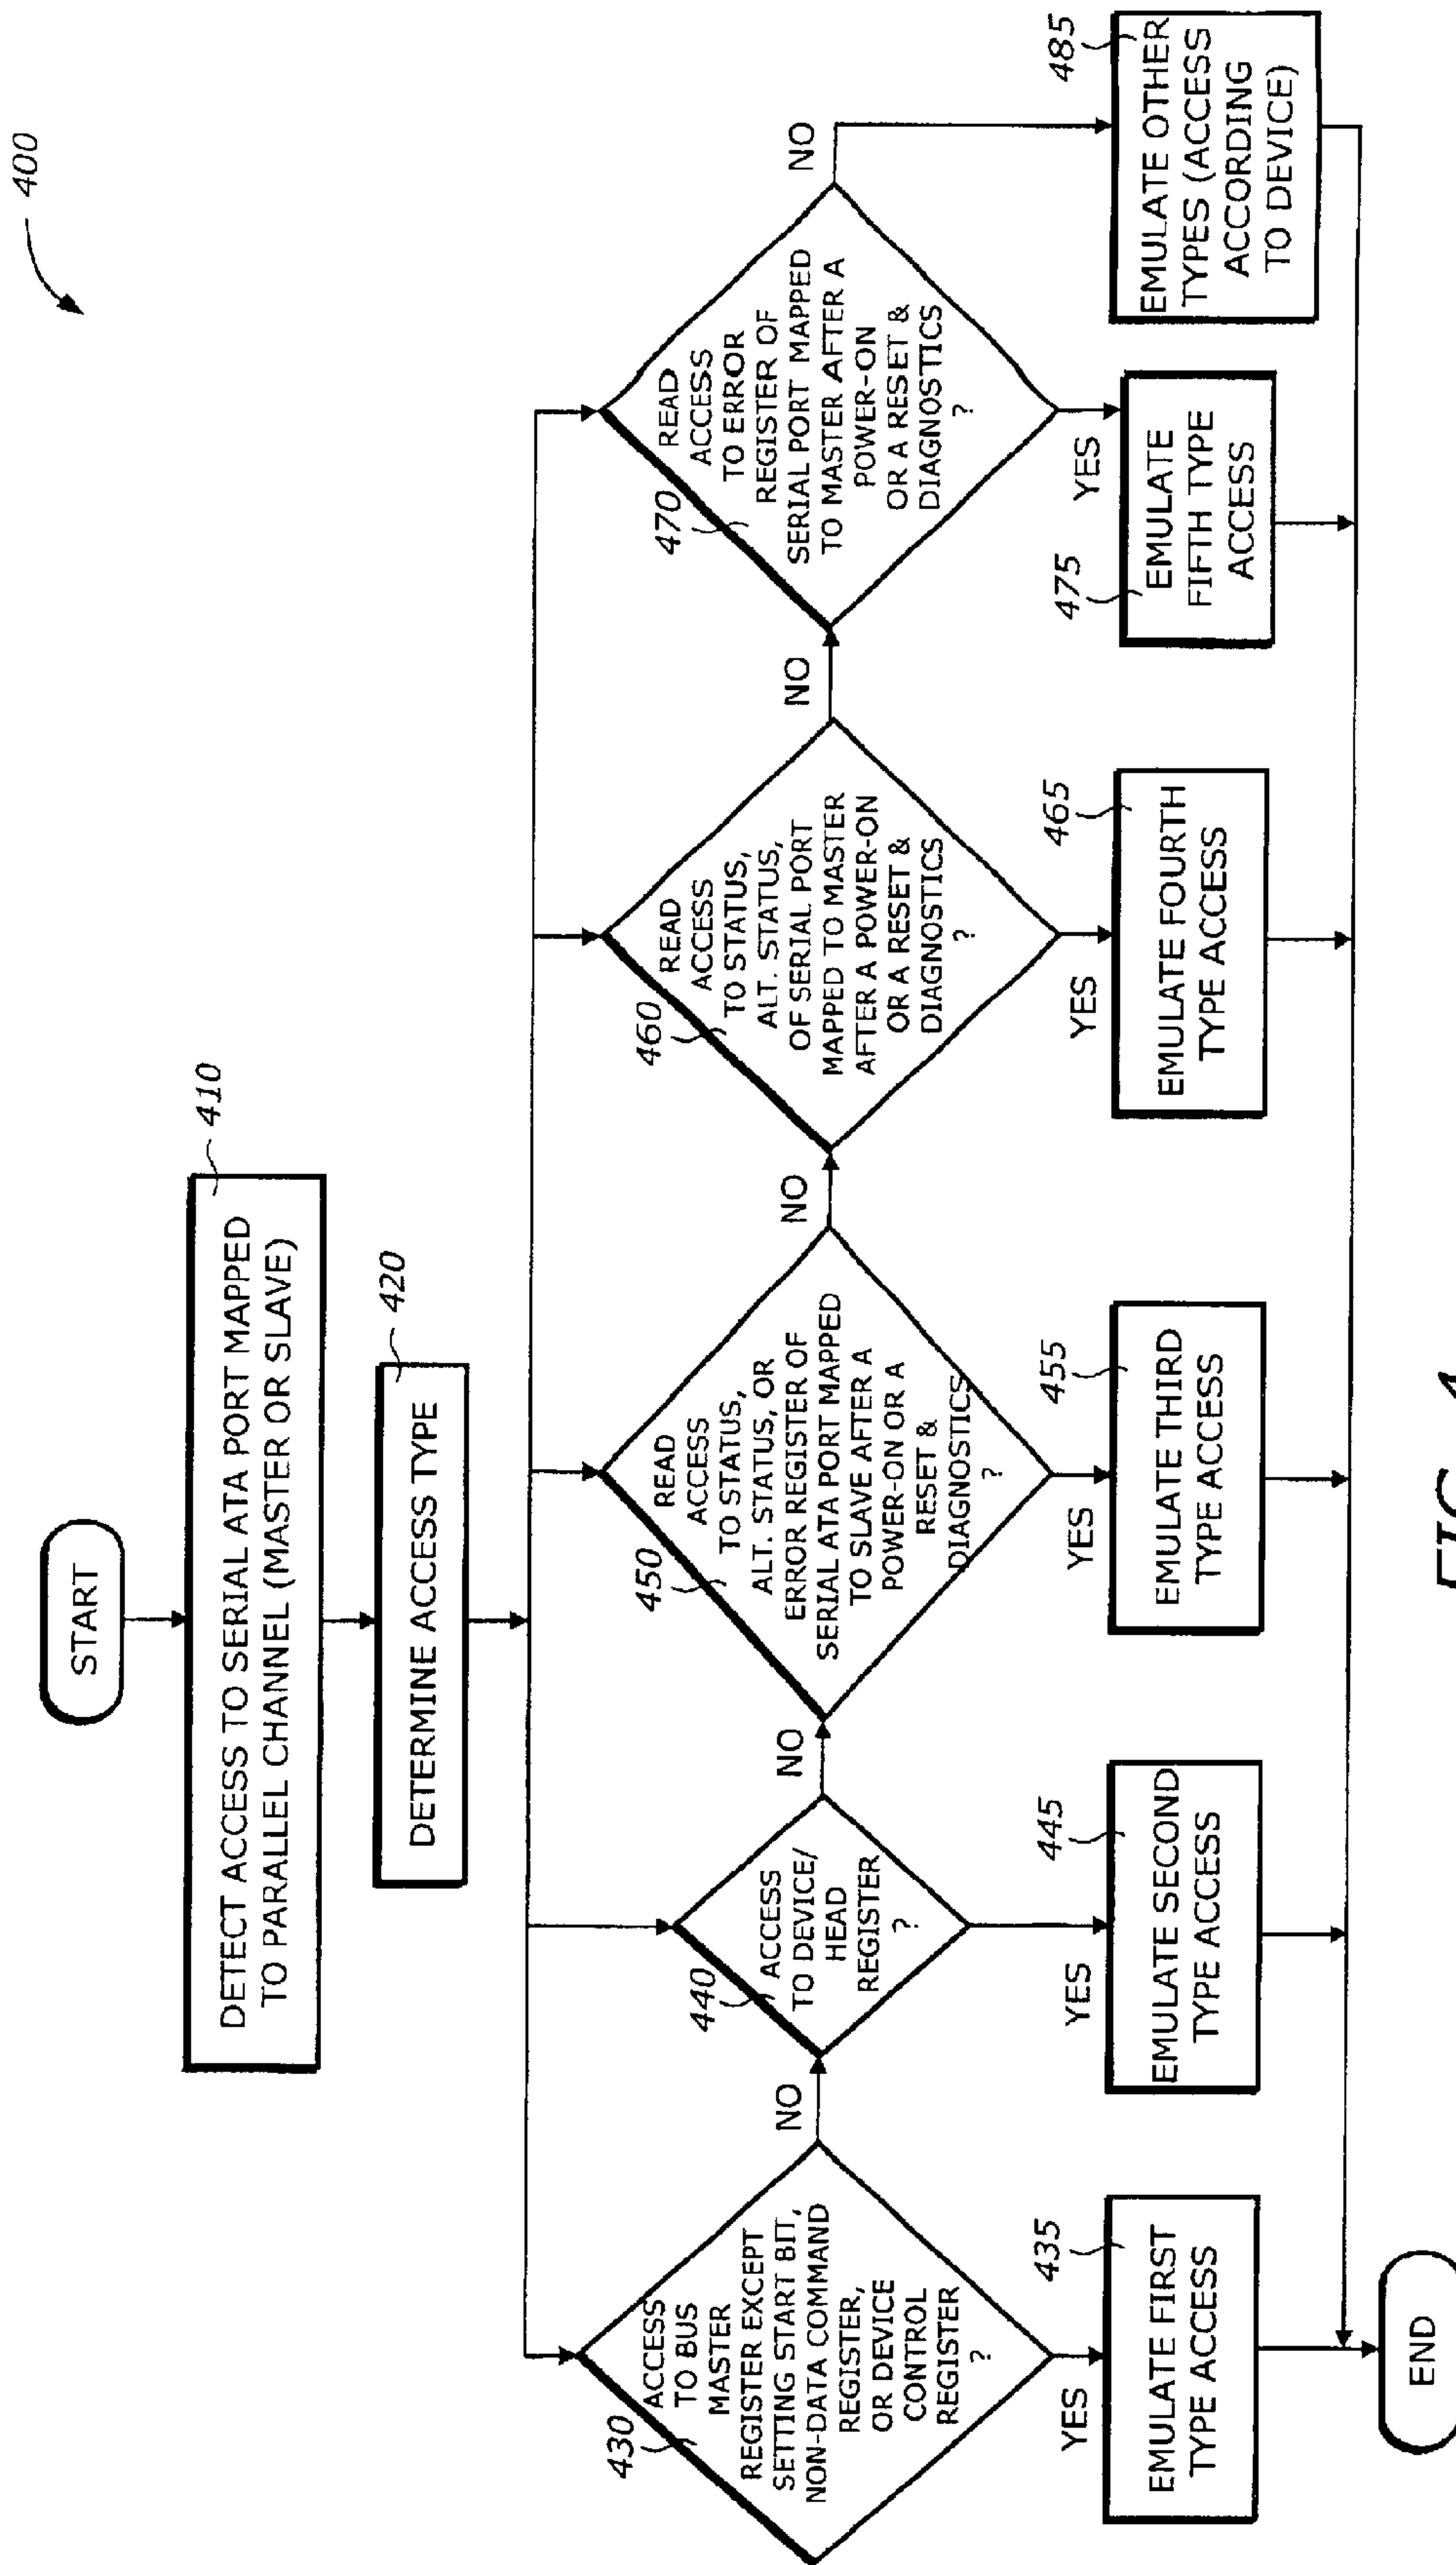 400
START
410
DETECT ACCESS TO SERIAL ATA PORT MAPPED
TO PARALLEL CHANNEL (MASTER OR SLAVE)
420
DETERMINE ACCESS TYPE
430
ACCESS
TO BUS
MASTER
REGISTER EXCEPT
SETTING START BIT,
NON-DATA COMMAND
REGISTER,
OR DEVICE
CONTROL
REGISTER
?
NO
YES
435
EMULATE FIRST
TYPE ACCESS
440
ACCESS
TO DEVICE/
HEAD
REGISTER
?
NO
YES
445
EMULATE SECOND
TYPE ACCESS
450
READ
ACCESS
TO STATUS,
ALT. STATUS, OR
ERROR REGISTER OF
SERIAL ATA PORT MAPPED
TO SLAVE AFTER A
POWER-ON OR A
RESET &
DIAGNOSTICS
?
NO
YES
455
EMULATE THIRD
TYPE ACCESS
460
READ
ACCESS
TO STATUS,
ALT. STATUS,
OF SERIAL PORT
MAPPED TO MASTER
AFTER A POWER-ON
OR A RESET &
DIAGNOSTICS
?
NO
YES
465
EMULATE FOURTH
TYPE ACCESS
470
READ
ACCESS
TO ERROR
REGISTER OF
SERIAL PORT MAPPED
TO MASTER AFTER A
POWER-ON
OR A RESET &
DIAGNOSTICS
?
NO
YES
475
EMULATE
FIFTH TYPE
ACCESS
485
EMULATE OTHER
TYPES (ACCESS
ACCORDING
TO DEVICE)
END